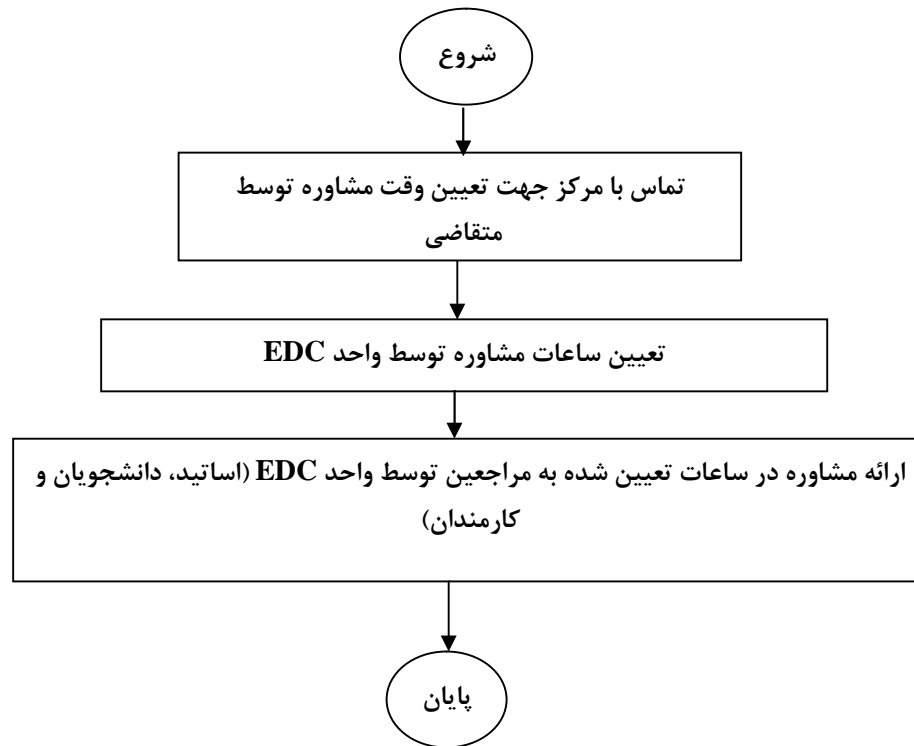 شروع
تماس با مرکز جهت تعیین وقت مشاوره توسط
متقاضی
تعیین ساعات مشاوره توسط واحد EDC
ارائه مشاوره در ساعات تعیین شده به مراجعین توسط واحد EDC (اساتید، دانشجویان و
کارمندان)
پایان